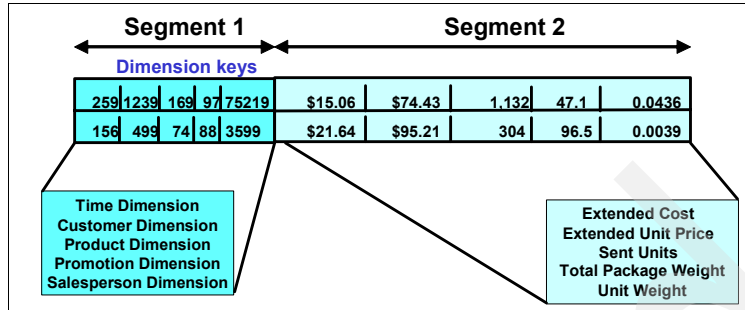 Segment 1 Segment 2
Dimension keys
259 1239 169 97 75219 $15.06 $74.43 1,132 47.1 0.0436
156 499 74 88 3599 $21.64 $95.21 304 96.5 0.0039
Time Dimension
Customer Dimension
Product Dimension
Promotion Dimension
Salesperson Dimension
Extended Cost
Extended Unit Price
Sent Units
Total Package Weight
Unit Weight